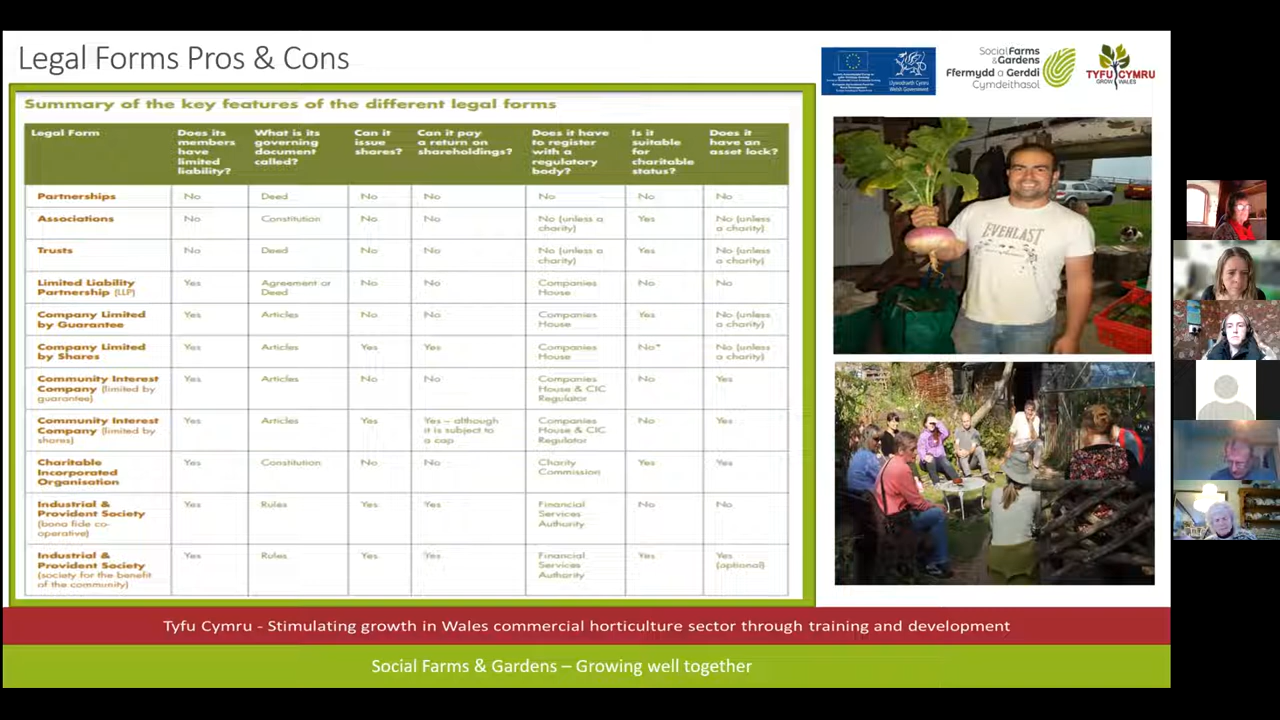 Legal Forms Pros & Cons
Social Farms
& Gardens
Ffermydd a Gerddi
Cymdeithasol
TYFU CYMRU
GROW WALES
Llywodraeth Cymru
Welsh Government
Summary of the key features of the different legal forms
Legal Form
Does its
members
have
limited
liability?
What is its
governing
document
called?
Can it
issue
shares?
Can it pay
a return on
shareholdings?
Does it have
to register
with a
regulatory
body?
Is it
suitable
for
charitable
status?
Does it
have an
asset lock?
Partnerships
No
Deed
No
No
No
No
No
Associations
No
Constitution
No
No
No (unless a
charity)
Yes
No (unless
a charity)
Trusts
No
Deed
No
No
No (unless a
charity)
Yes
No (unless
a charity)
Limited Liability
Partnership (LLP)
Yes
Agreement or
Deed
No
No
Companies
House
No
No
Company Limited
by Guarantee
Yes
Articles
No
No
Companies
House
Yes
No (unless
a charity)
Company Limited
by Shares
Yes
Articles
Yes
Yes
Companies
House
No*
No (unless
a charity)
Community Interest
Company (limited by
guarantee)
Yes
Articles
No
No
Companies
House & CIC
Regulator
No
Yes
Community Interest
Company (limited by
shares)
Yes
Articles
Yes
Yes – although
it is subject to
a cap
Companies
House & CIC
Regulator
No
Yes
Charitable
Incorporated
Organisation
Yes
Constitution
No
No
Charity
Commission
Yes
Yes
Industrial &
Provident Society
(bona fide co-
operative)
Yes
Rules
Yes
Yes
Financial
Services
Authority
No
No
Industrial &
Provident Society
(society for the benefit
of the community)
Yes
Rules
Yes
Yes
Financial
Services
Authority
Yes
Yes
(optional)
EVERLAST
Tyfu Cymru - Stimulating growth in Wales commercial horticulture sector through training and development
Social Farms & Gardens – Growing well together